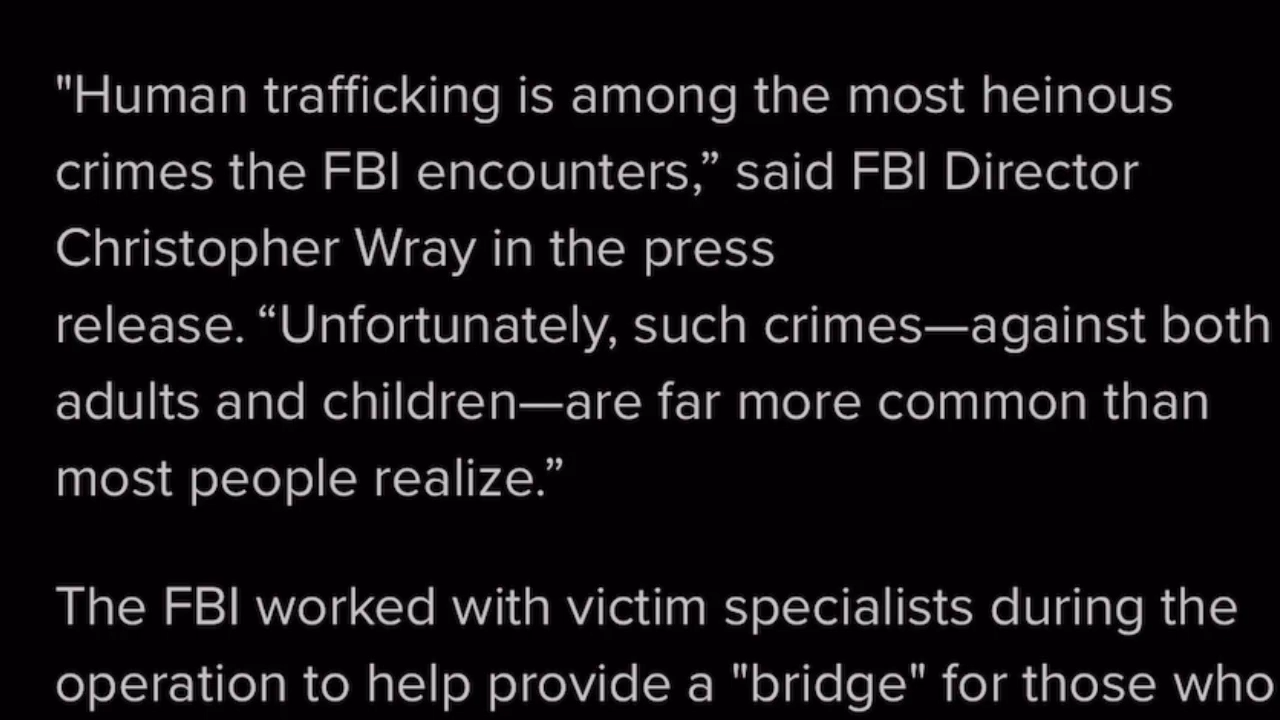 "Human trafficking is among the most heinous
crimes the FBI encounters,” said FBI Director
Christopher Wray in the press
release. “Unfortunately, such crimes—against both
adults and children—are far more common than
most people realize.”
The FBI worked with victim specialists during the
operation to help provide a "bridge" for those who